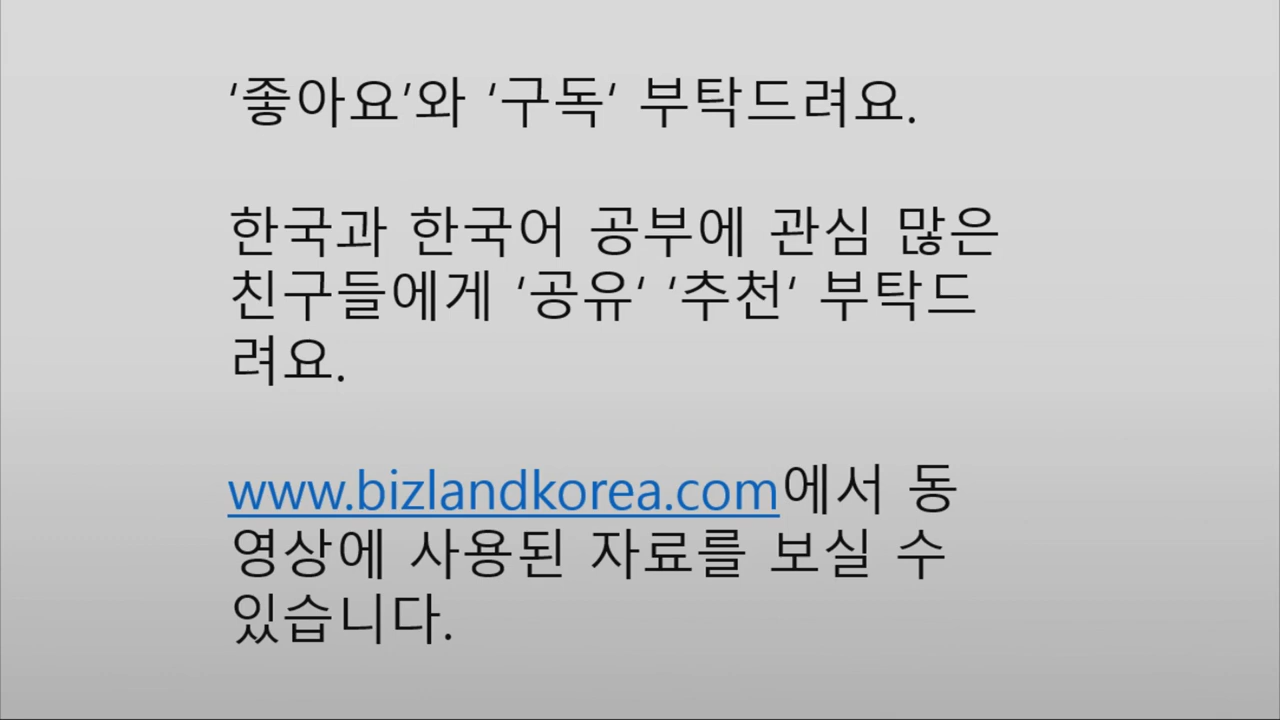 ‘좋아요’와 ‘구독‘ 부탁드려요.
한국과 한국어 공부에 관심 많은
친구들에게 ‘공유‘ ‘추천‘ 부탁드
려요.
www.bizlandkorea.com에서 동
영상에 사용된 자료를 보실 수
있습니다.